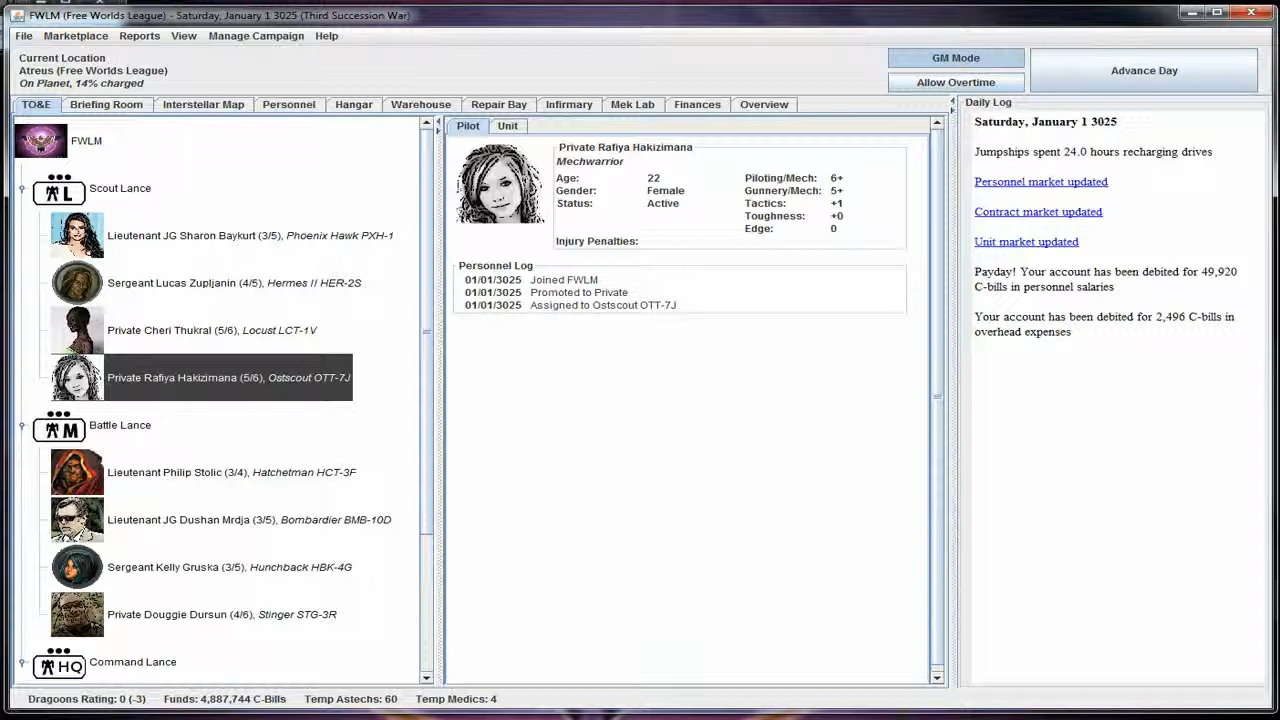 FWLM (Free Worlds League) - Saturday, January 1 3025 (Third Succession War)
File Marketplace Reports View Manage Campaign Help
Current Location
Atreus (Free Worlds League)
On Planet, 14% charged
GM Mode
Allow Overtime
Advance Day
TO&E Briefing Room Interstellar Map Personnel Hangar Warehouse Repair Bay Infirmary Mek Lab Finances Overview
FWLM
Scout Lance
L
Lieutenant JG Sharon Baykurt (3/5), Phoenix Hawk PXH-1
Sergeant Lucas Zupljanin (4/5), Hermes II HER-2S
Private Cheri Thukral (5/6), Locust LCT-1V
Private Rafiya Hakizimana (5/6), Ostscout OTT-7J
Battle Lance
M
Lieutenant Philip Stolic (3/4), Hatchetman HCT-3F
Lieutenant JG Dushan Mrdja (3/5), Bombardier BMB-10D
Sergeant Kelly Gruska (3/5), Hunchback HBK-4G
Private Douggie Dursun (4/6), Stinger STG-3R
Command Lance
HQ
Pilot Unit
Private Rafiya Hakizimana
Mechwarrior
Age: 22 Piloting/Mech: 6+
Gender: Female Gunnery/Mech: 5+
Status: Active Tactics: +1
Toughness: +0
Edge: 0
Injury Penalties:
Personnel Log
01/01/3025 Joined FWLM
01/01/3025 Promoted to Private
01/01/3025 Assigned to Ostscout OTT-7J
Daily Log
Saturday, January 1 3025
Jumpships spent 24.0 hours recharging drives
Personnel market updated
Contract market updated
Unit market updated
Payday! Your account has been debited for 49,920
C-bills in personnel salaries
Your account has been debited for 2,496 C-bills in
overhead expenses
Dragoons Rating: 0 (-3) Funds: 4,887,744 C-Bills Temp Astechs: 60 Temp Medics: 4